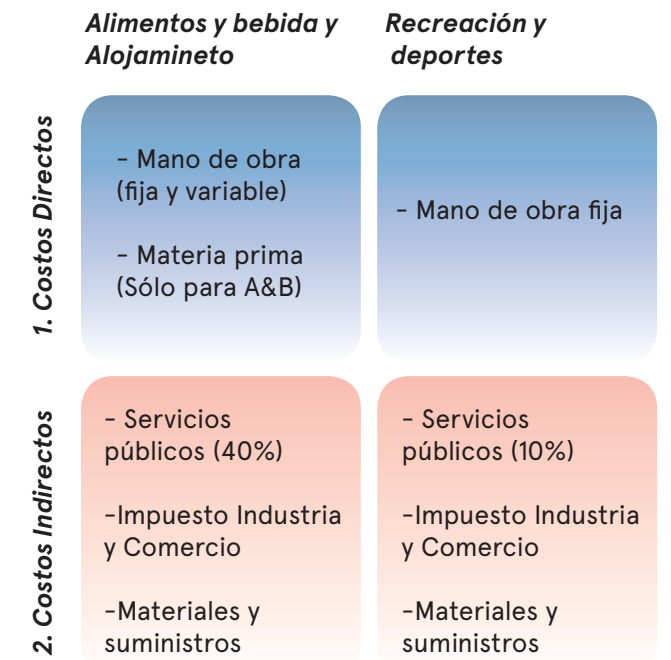 Alimentos y bebida y
Alojamineto
Recreación y
deportes
1. Costos Directos
- Mano de obra
(fija y variable)
- Materia prima
(Sólo para A&B)
- Mano de obra fija
2. Costos Indirectos
- Servicios
públicos (40%)
-Impuesto Industria
y Comercio
-Materiales y
suministros
- Servicios
públicos (10%)
-Impuesto Industria
y Comercio
-Materiales y
suministros